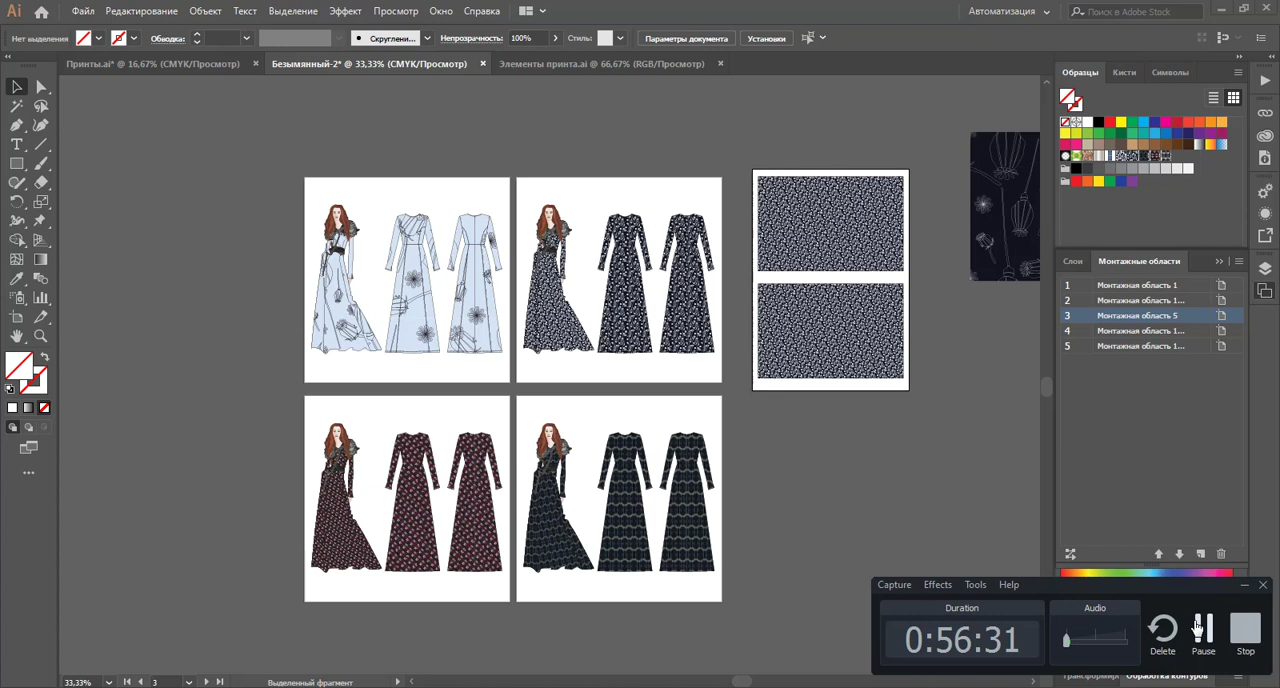 Ai Файл Редактирование Объект Текст Выделение Эффект Просмотр Окно Справка Автоматизация Поиск в Adobe Stock
Нет выделения Обводка: Скруглени... Непрозрачность: 100% Стиль: Параметры документа Установки
Принты.ai* @ 16,67% (CMYK/Просмотр) × Безымянный-2* @ 33,33% (CMYK/Просмотр) × Элементы принта.ai @ 66,67% (RGB/Просмотр) ×
Образцы Кисти Символы
Слои Монтажные области
1 Монтажная область 1
2 Монтажная область 1...
3 Монтажная область 5
4 Монтажная область 1...
5 Монтажная область 1...
Capture Effects Tools Help
Duration Audio
0:56:31
Delete Pause Stop
33,33% 3 Выделенный фрагмент